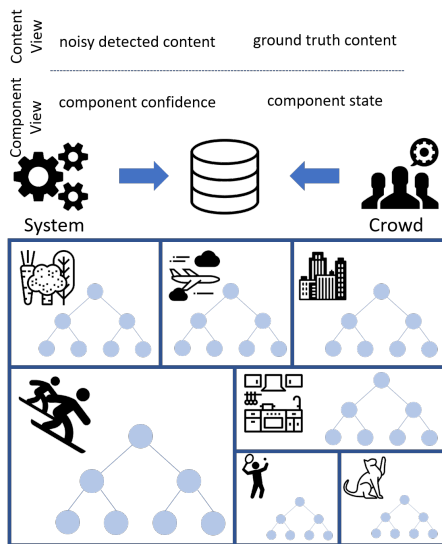 Content
View
noisy detected content
ground truth content
Component
View
component confidence
component state
System
Crowd